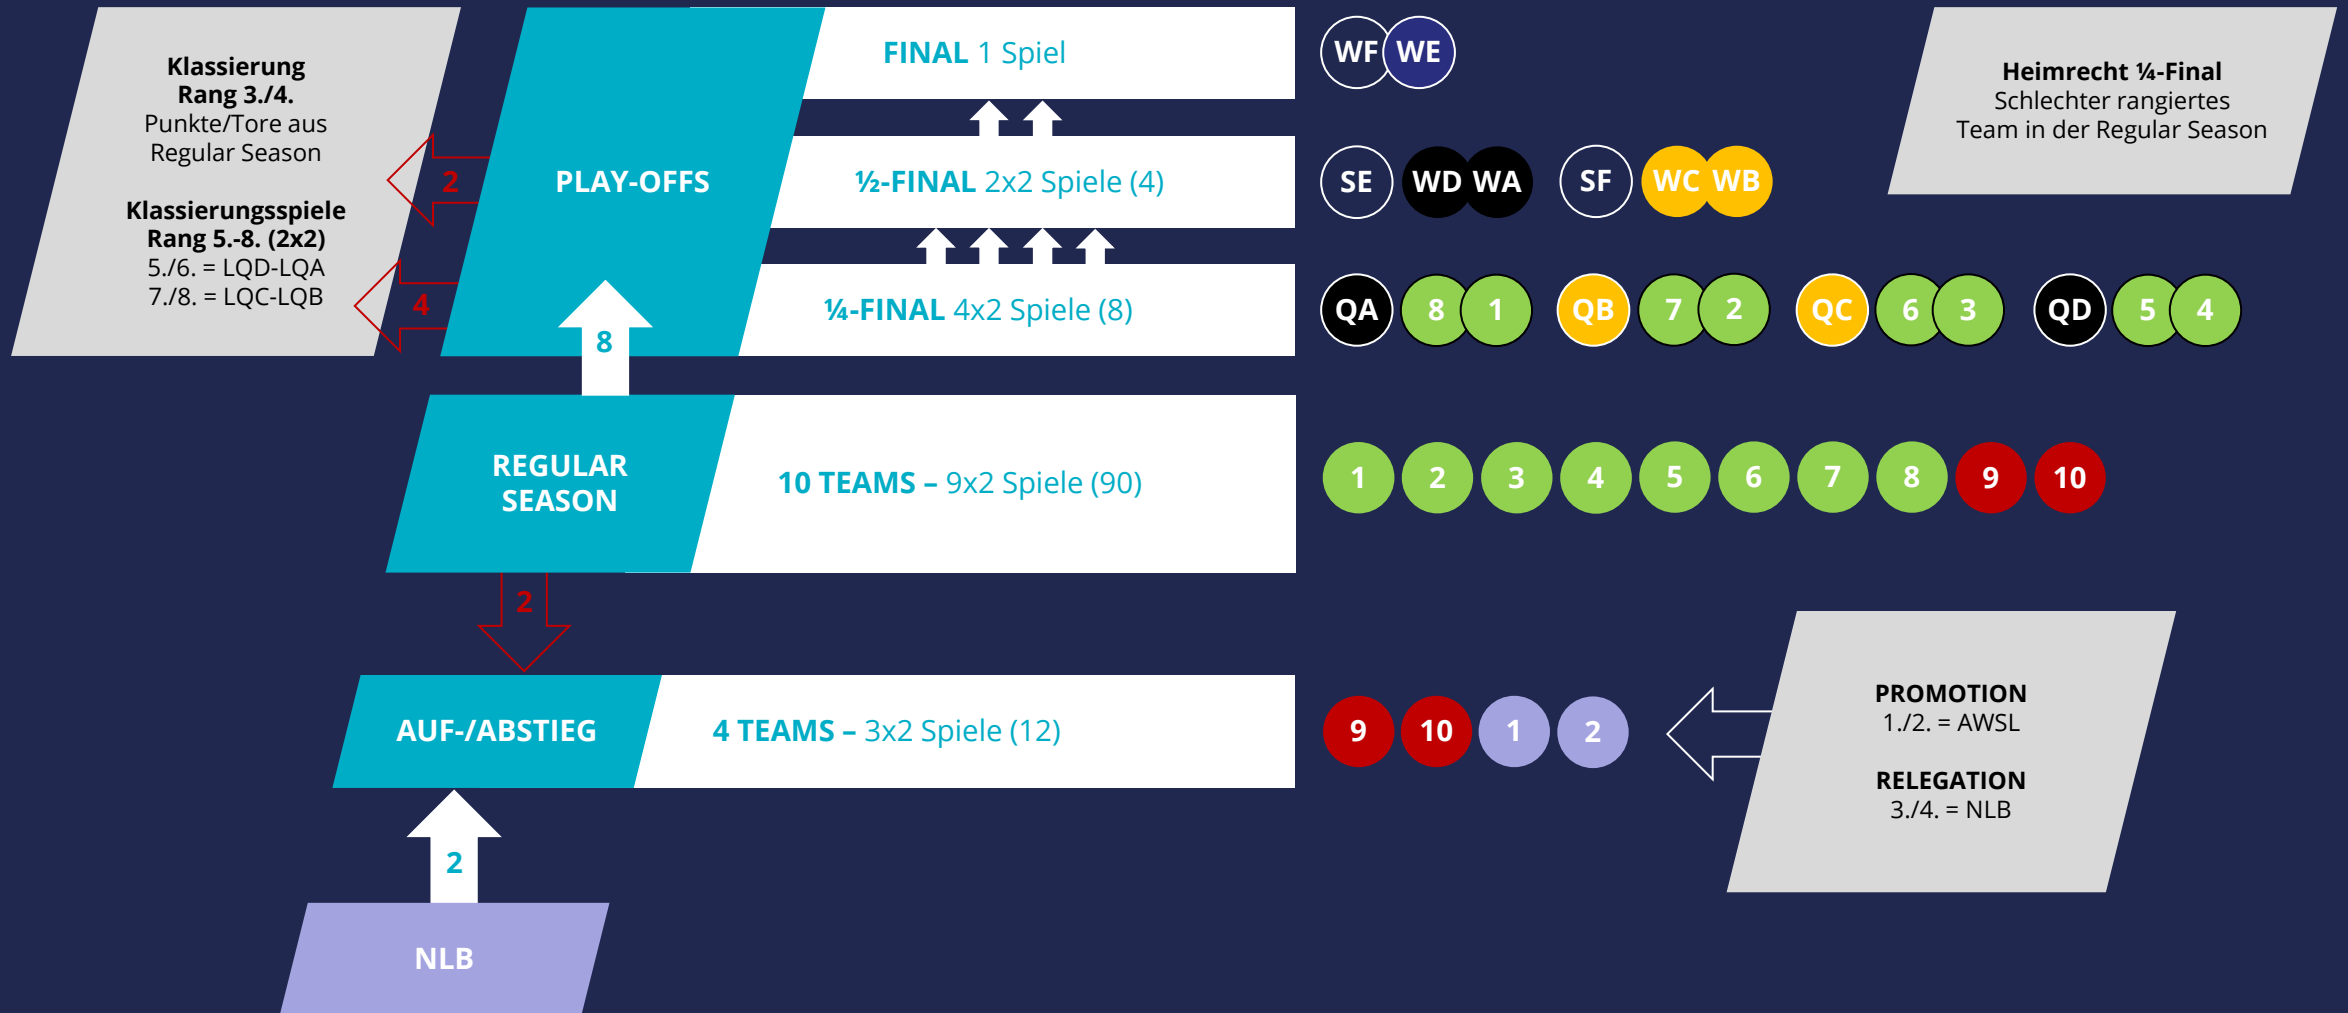 Klassierung
Rang 3./4.
Punkte/Tore aus
Regular Season
Klassierungsspiele
Rang 5.-8. (2x2)
5./6. = LQD-LQA
7./8. = LQC-LQB
2
4
PLAY-OFFS
8
FINAL 1 Spiel
WF WE
½-FINAL 2x2 Spiele (4)
SE WD WA SF WC WB
¼-FINAL 4x2 Spiele (8)
QA 8 1 QB 7 2 QC 6 3 QD 5 4
Heimrecht ¼-Final
Schlechter rangiertes
Team in der Regular Season
REGULAR
SEASON
10 TEAMS – 9x2 Spiele (90)
1 2 3 4 5 6 7 8 9 10
2
AUF-/ABSTIEG
4 TEAMS – 3x2 Spiele (12)
9 10 1 2
PROMOTION
1./2. = AWSL
RELEGATION
3./4. = NLB
2
NLB